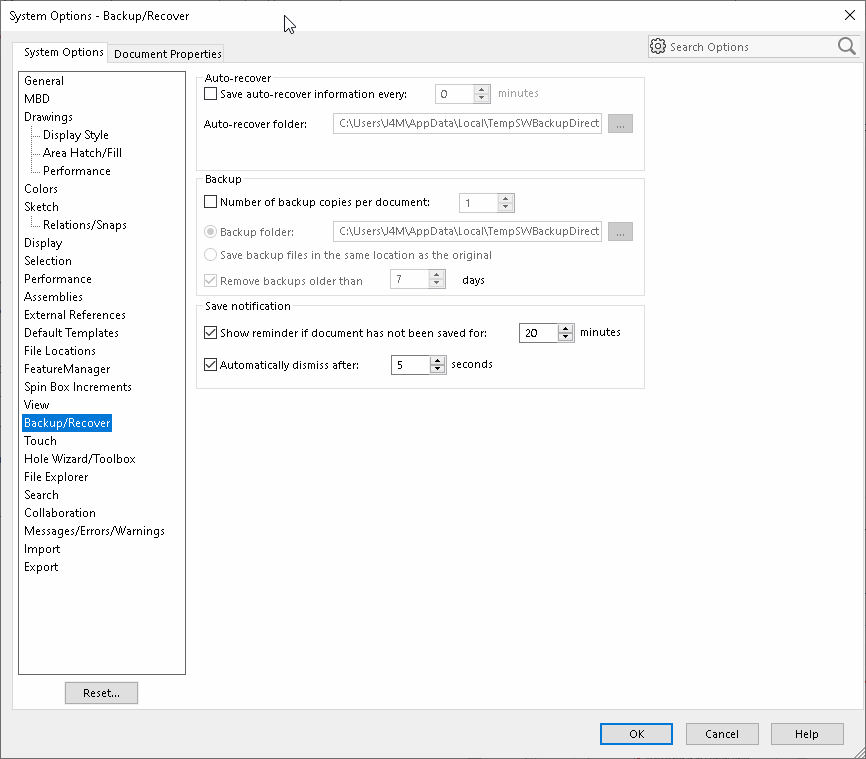 System Options - Backup/Recover
System Options
Document Properties
Search Options
General
MBD
Drawings
Display Style
Area Hatch/Fill
Performance
Colors
Sketch
Relations/Snaps
Display
Selection
Performance
Assemblies
External References
Default Templates
File Locations
FeatureManager
Spin Box Increments
View
Backup/Recover
Touch
Hole Wizard/Toolbox
File Explorer
Search
Collaboration
Messages/Errors/Warnings
Import
Export
Reset...
Auto-recover
Save auto-recover information every: 0 minutes
Auto-recover folder: C:\Users\J4M\AppData\Local\TempSWBackupDirect ...
Backup
Number of backup copies per document: 1
Backup folder: C:\Users\J4M\AppData\Local\TempSWBackupDirect ...
Save backup files in the same location as the original
Remove backups older than 7 days
Save notification
Show reminder if document has not been saved for: 20 minutes
Automatically dismiss after: 5 seconds
OK Cancel Help